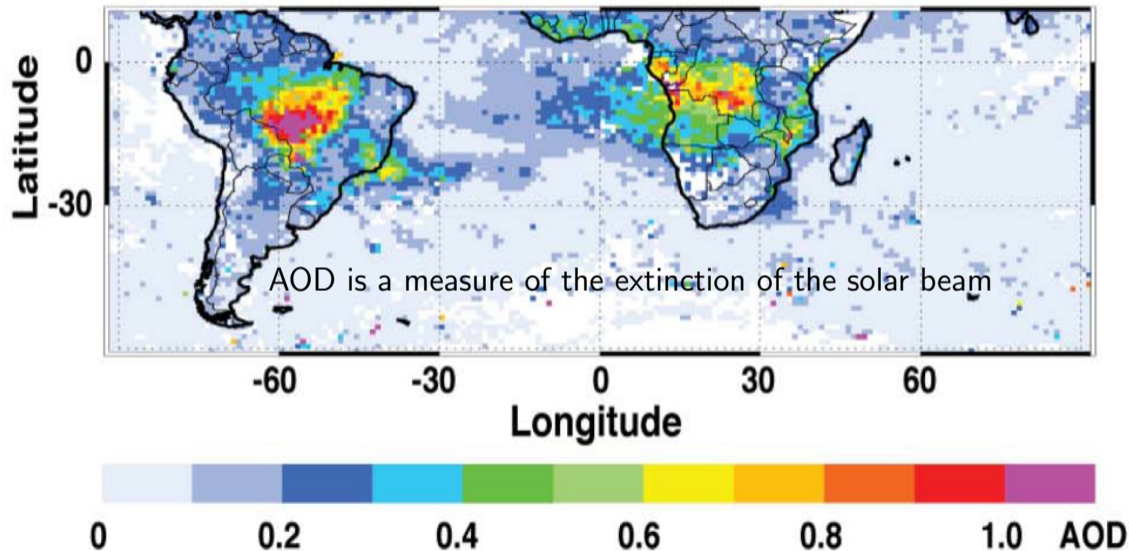 Latitude
0
-30
AOD is a measure of the extinction of the solar beam
-60 -30 0 30 60
Longitude
0 0.2 0.4 0.6 0.8 1.0 AOD